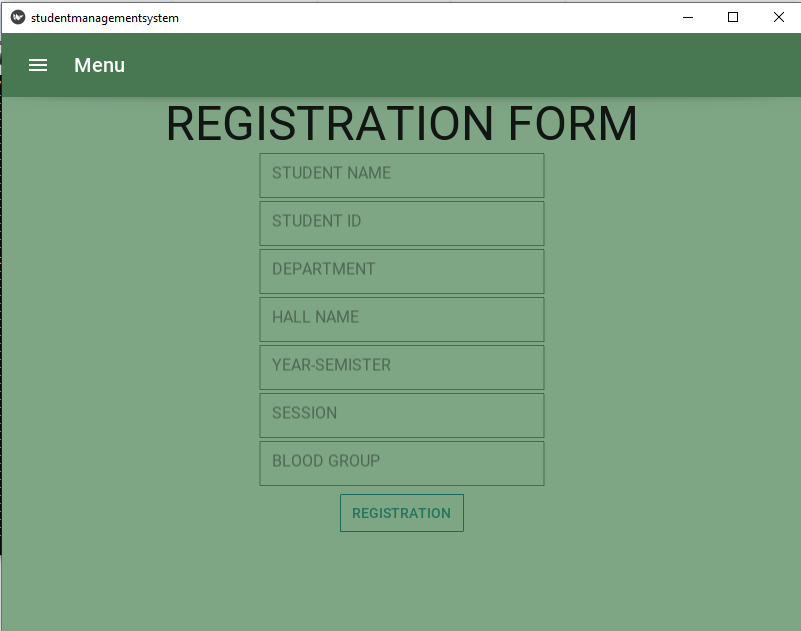 studentmanagementsystem
Menu
REGISTRATION FORM
STUDENT NAME
STUDENT ID
DEPARTMENT
HALL NAME
YEAR-SEMISTER
SESSION
BLOOD GROUP
REGISTRATION